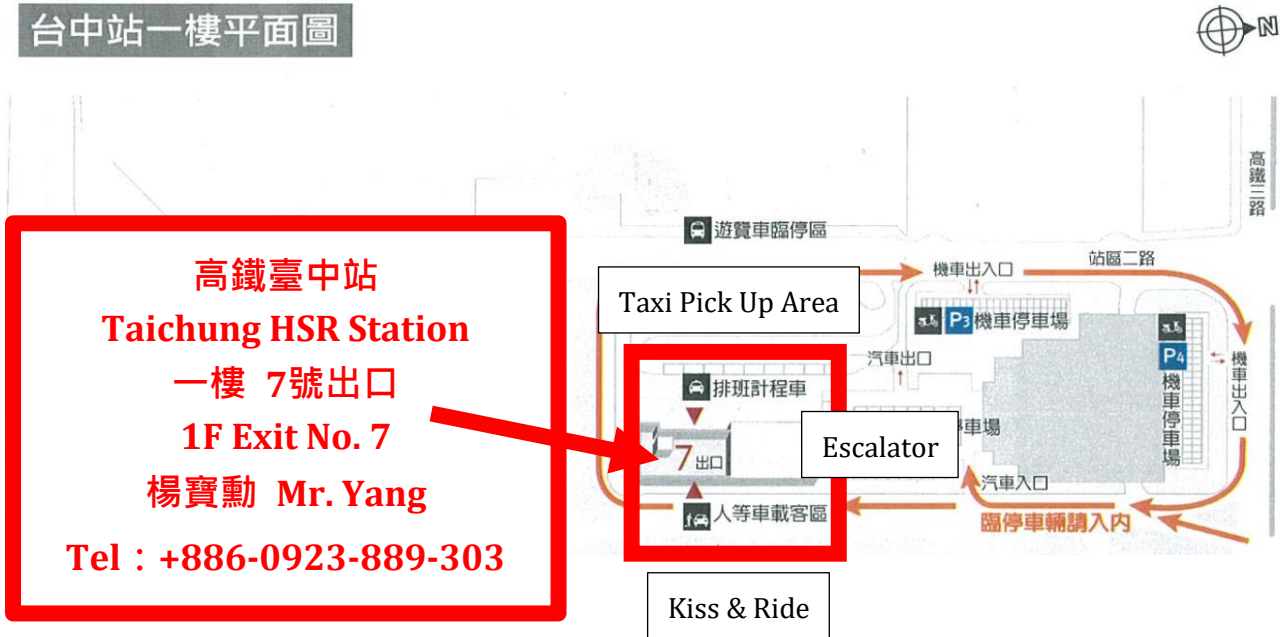 台中站一樓平面圖
N
高鐵三路
遊覽車臨停區
站區二路
機車出入口
Taxi Pick Up Area
P3 機車停車場
P4
機車停車場
機車出入口
汽車出口
排班計程車
高鐵臺中站
Taichung HSR Station
一樓 7號出口
1F Exit No. 7
楊寶勳 Mr. Yang
Tel：+886-0923-889-303
7 出口
Escalator
車場
汽車入口
人等車載客區
臨停車輛請入內
Kiss & Ride